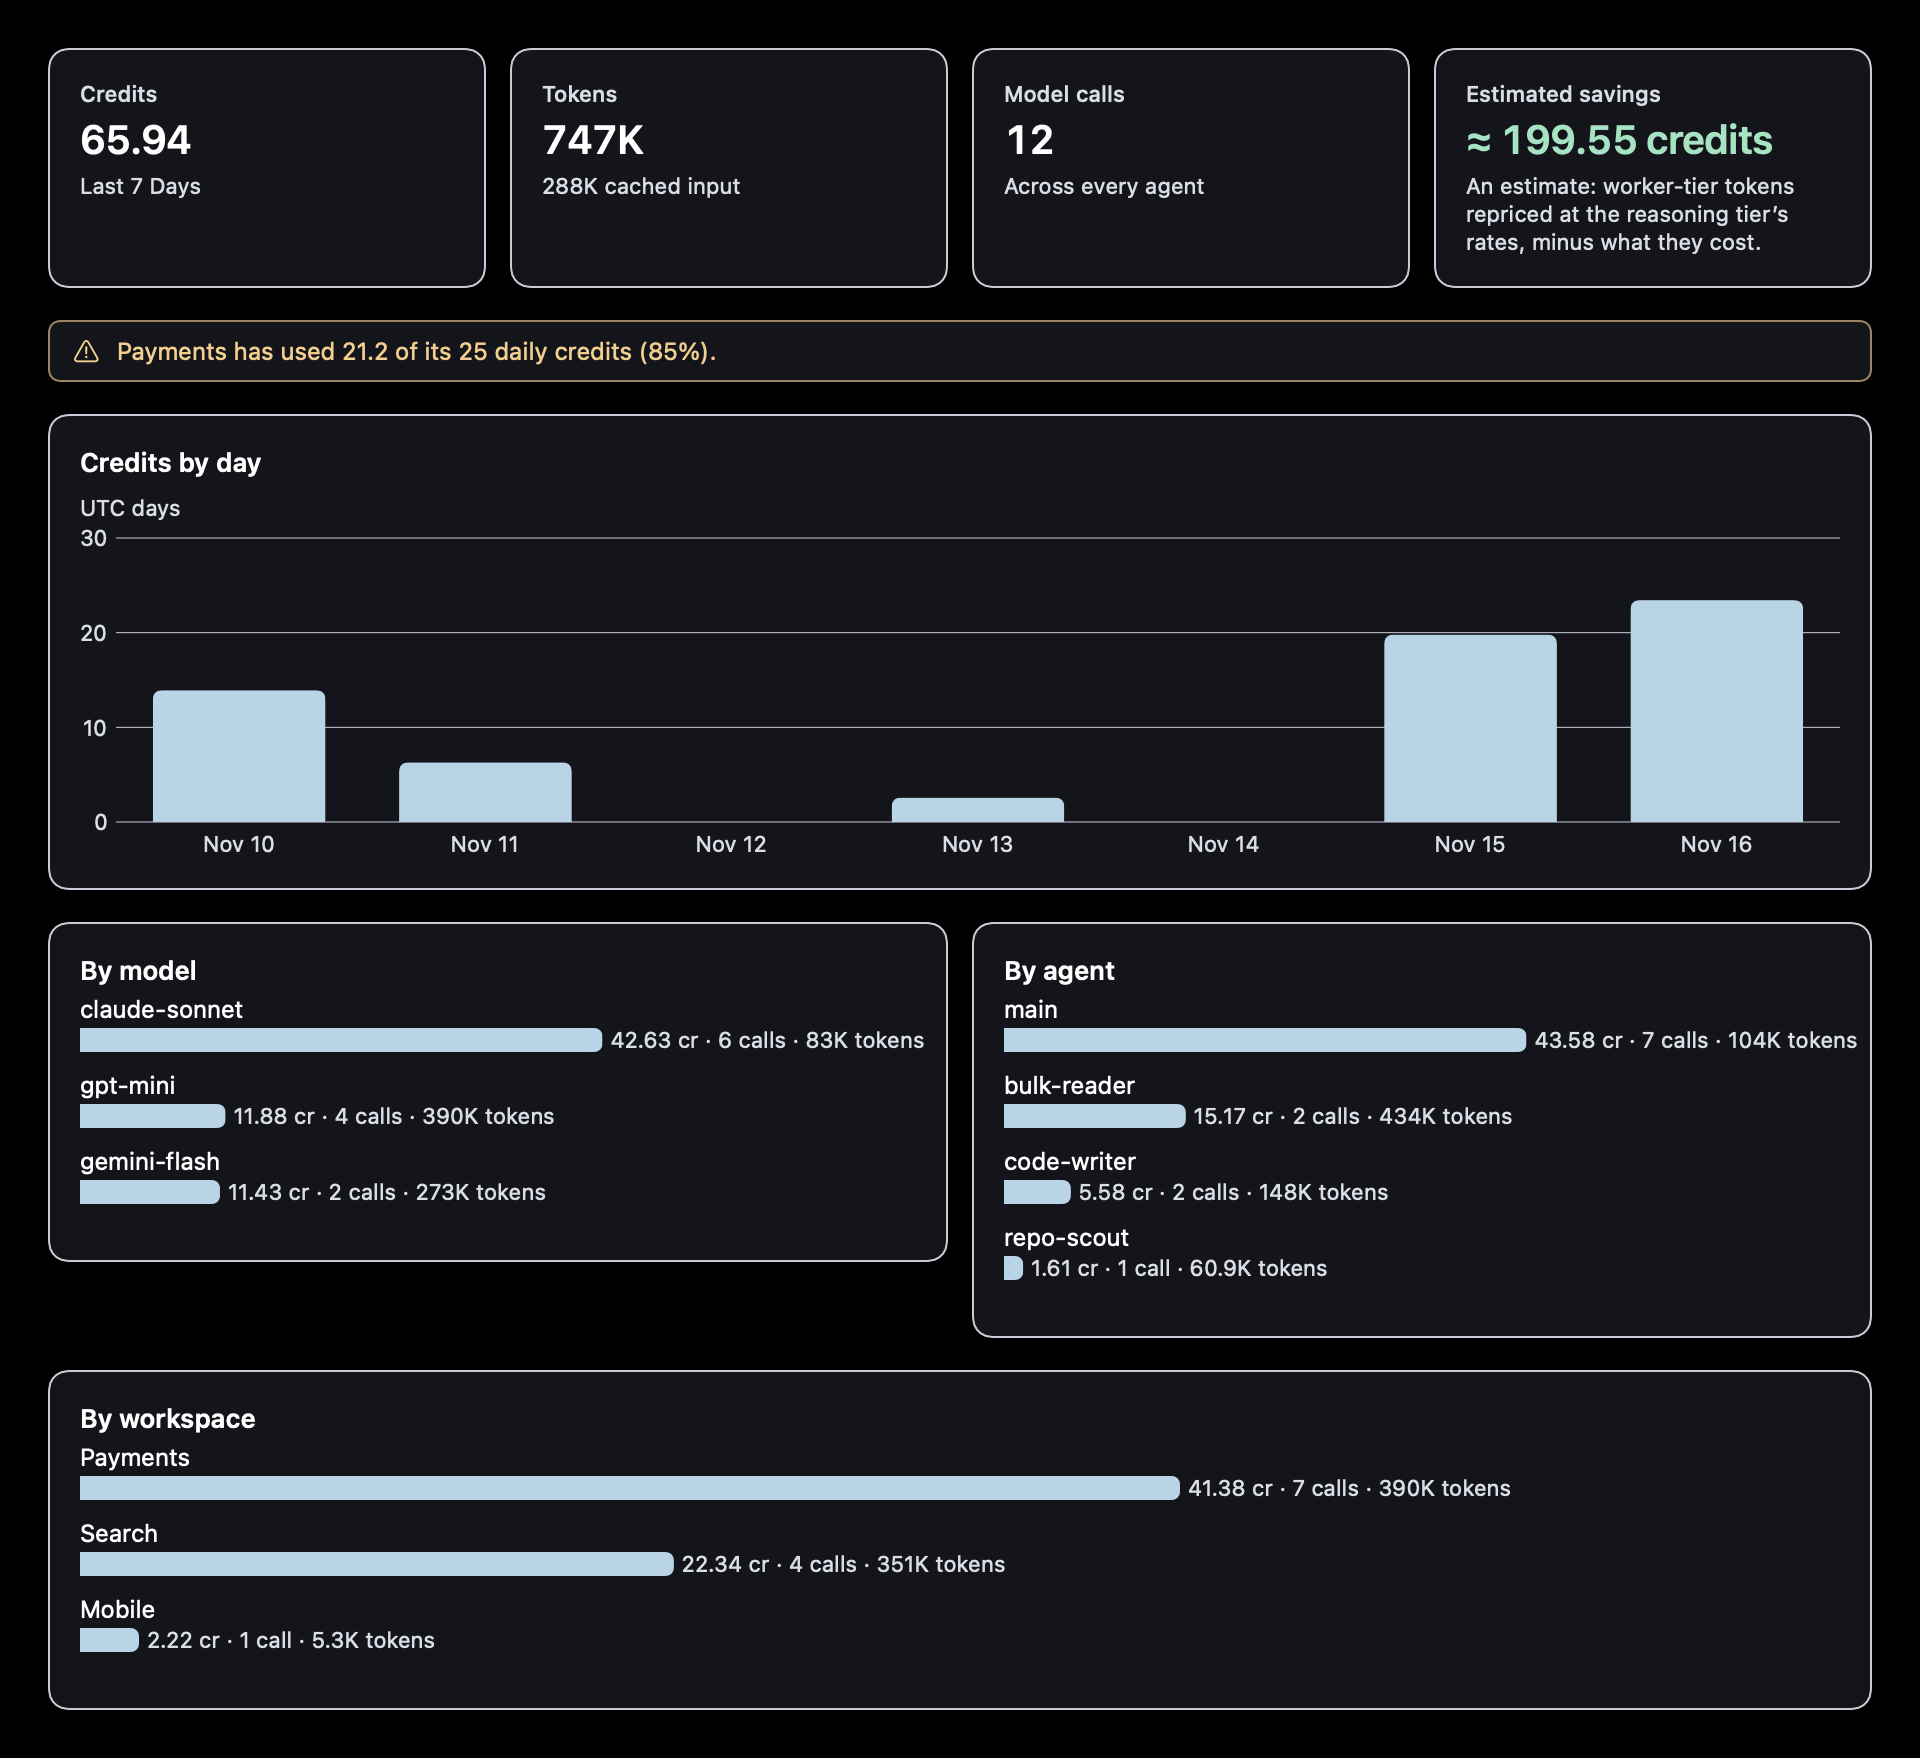 Credits
65.94
Last 7 Days
Tokens
747K
288K cached input
Model calls
12
Across every agent
Estimated savings
≈ 199.55 credits
An estimate: worker-tier tokens
repriced at the reasoning tier’s
rates, minus what they cost.
Payments has used 21.2 of its 25 daily credits (85%).
Credits by day
UTC days
30
20
10
0
Nov 10 Nov 11 Nov 12 Nov 13 Nov 14 Nov 15 Nov 16
By model
claude-sonnet
42.63 cr · 6 calls · 83K tokens
gpt-mini
11.88 cr · 4 calls · 390K tokens
gemini-flash
11.43 cr · 2 calls · 273K tokens
By agent
main
43.58 cr · 7 calls · 104K tokens
bulk-reader
15.17 cr · 2 calls · 434K tokens
code-writer
5.58 cr · 2 calls · 148K tokens
repo-scout
1.61 cr · 1 call · 60.9K tokens
By workspace
Payments
41.38 cr · 7 calls · 390K tokens
Search
22.34 cr · 4 calls · 351K tokens
Mobile
2.22 cr · 1 call · 5.3K tokens